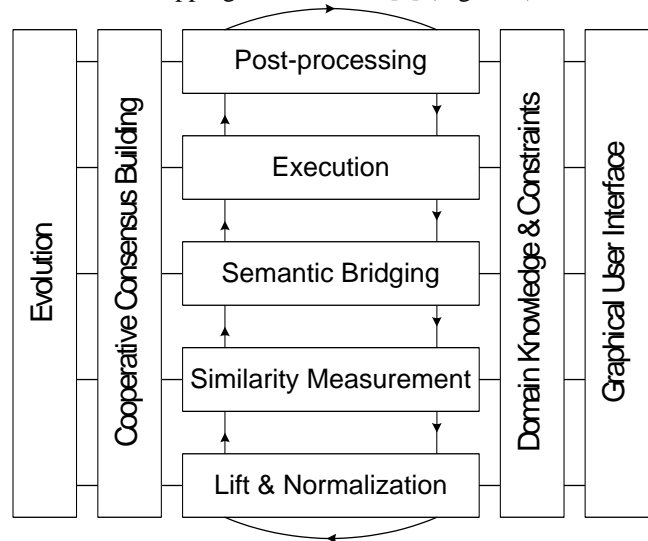 Post-processing
Execution
Semantic Bridging
Similarity Measurement
Lift & Normalization
Evolution
Cooperative Consensus Building
Domain Knowledge & Constraints
Graphical User Interface